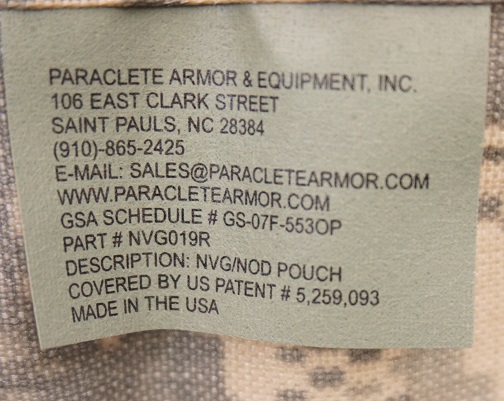 PARACLETE ARMOR & EQUIPMENT, INC.
106 EAST CLARK STREET
SAINT PAULS, NC 28384
(910)-865-2425
E-MAIL: SALES@PARACLETEARMOR.COM
WWW.PARACLETEARMOR.COM
GSA SCHEDULE # GS-07F-553OP
PART # NVG019R
DESCRIPTION: NVG/NOD POUCH
COVERED BY US PATENT # 5,259,093
MADE IN THE USA